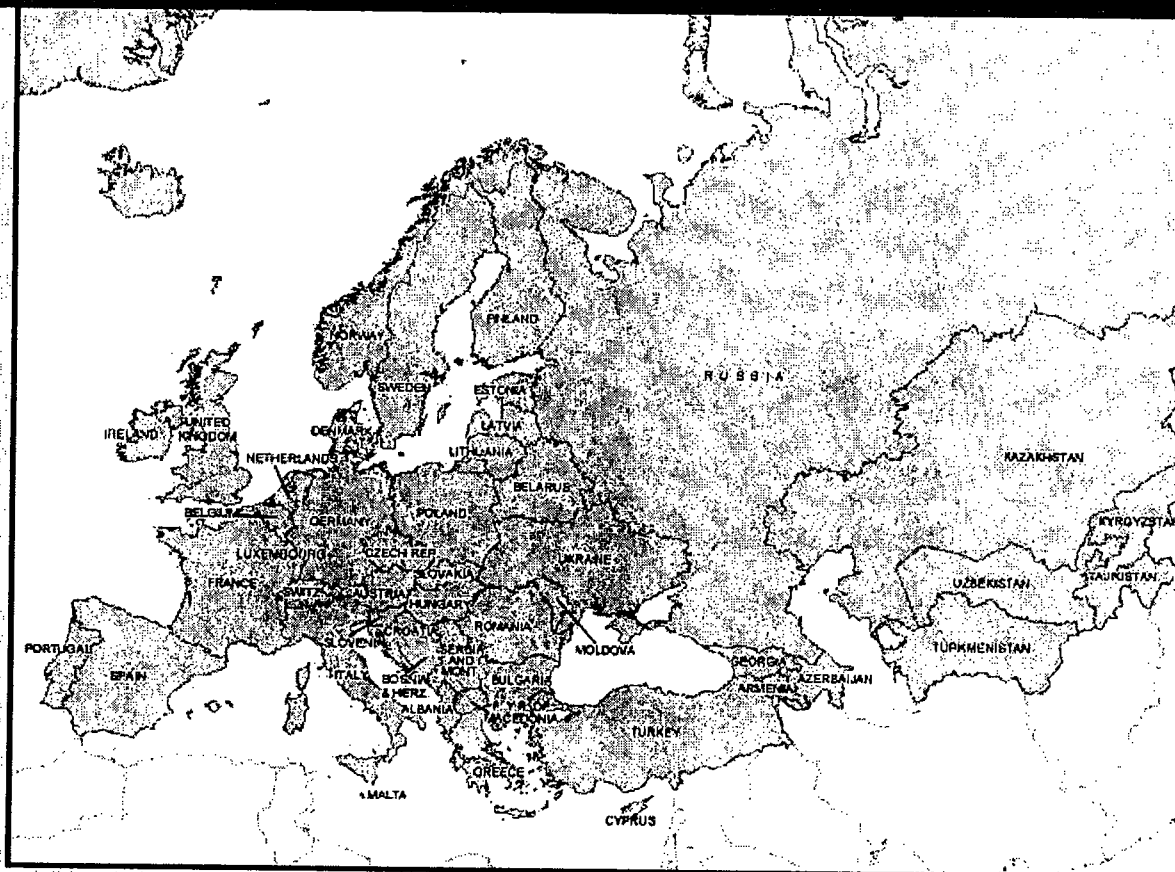 NORWAY
FINLAND
SWEDEN
ESTONIA
RUSSIA
LATVIA
DENMARK
LITHUANIA
IRELAND
UNITED
KINGDOM
NETHERLANDS
BELARUS
KAZAKHSTAN
BELGIUM
GERMANY
POLAND
KYRGYZSTA
LUXEMBOURG
CZECH REP.
UKRAINE
SLOVAKIA
FRANCE
AUSTRIA
HUNGARY
UZBEKISTAN
TAJIKISTAN
ROMANIA
CROATIA
SLOVENIA
MOLDOVA
PORTUGAL
SPAIN
ITALY
SERBIA
AND
MONT.
BOSNIA
& HERZ.
BULGARIA
GEORGIA
TURKMENISTAN
AZERBAIJAN
ARMENIA
ALBANIA
MACEDONIA
TURKEY
GREECE
MALTA
CYPRUS